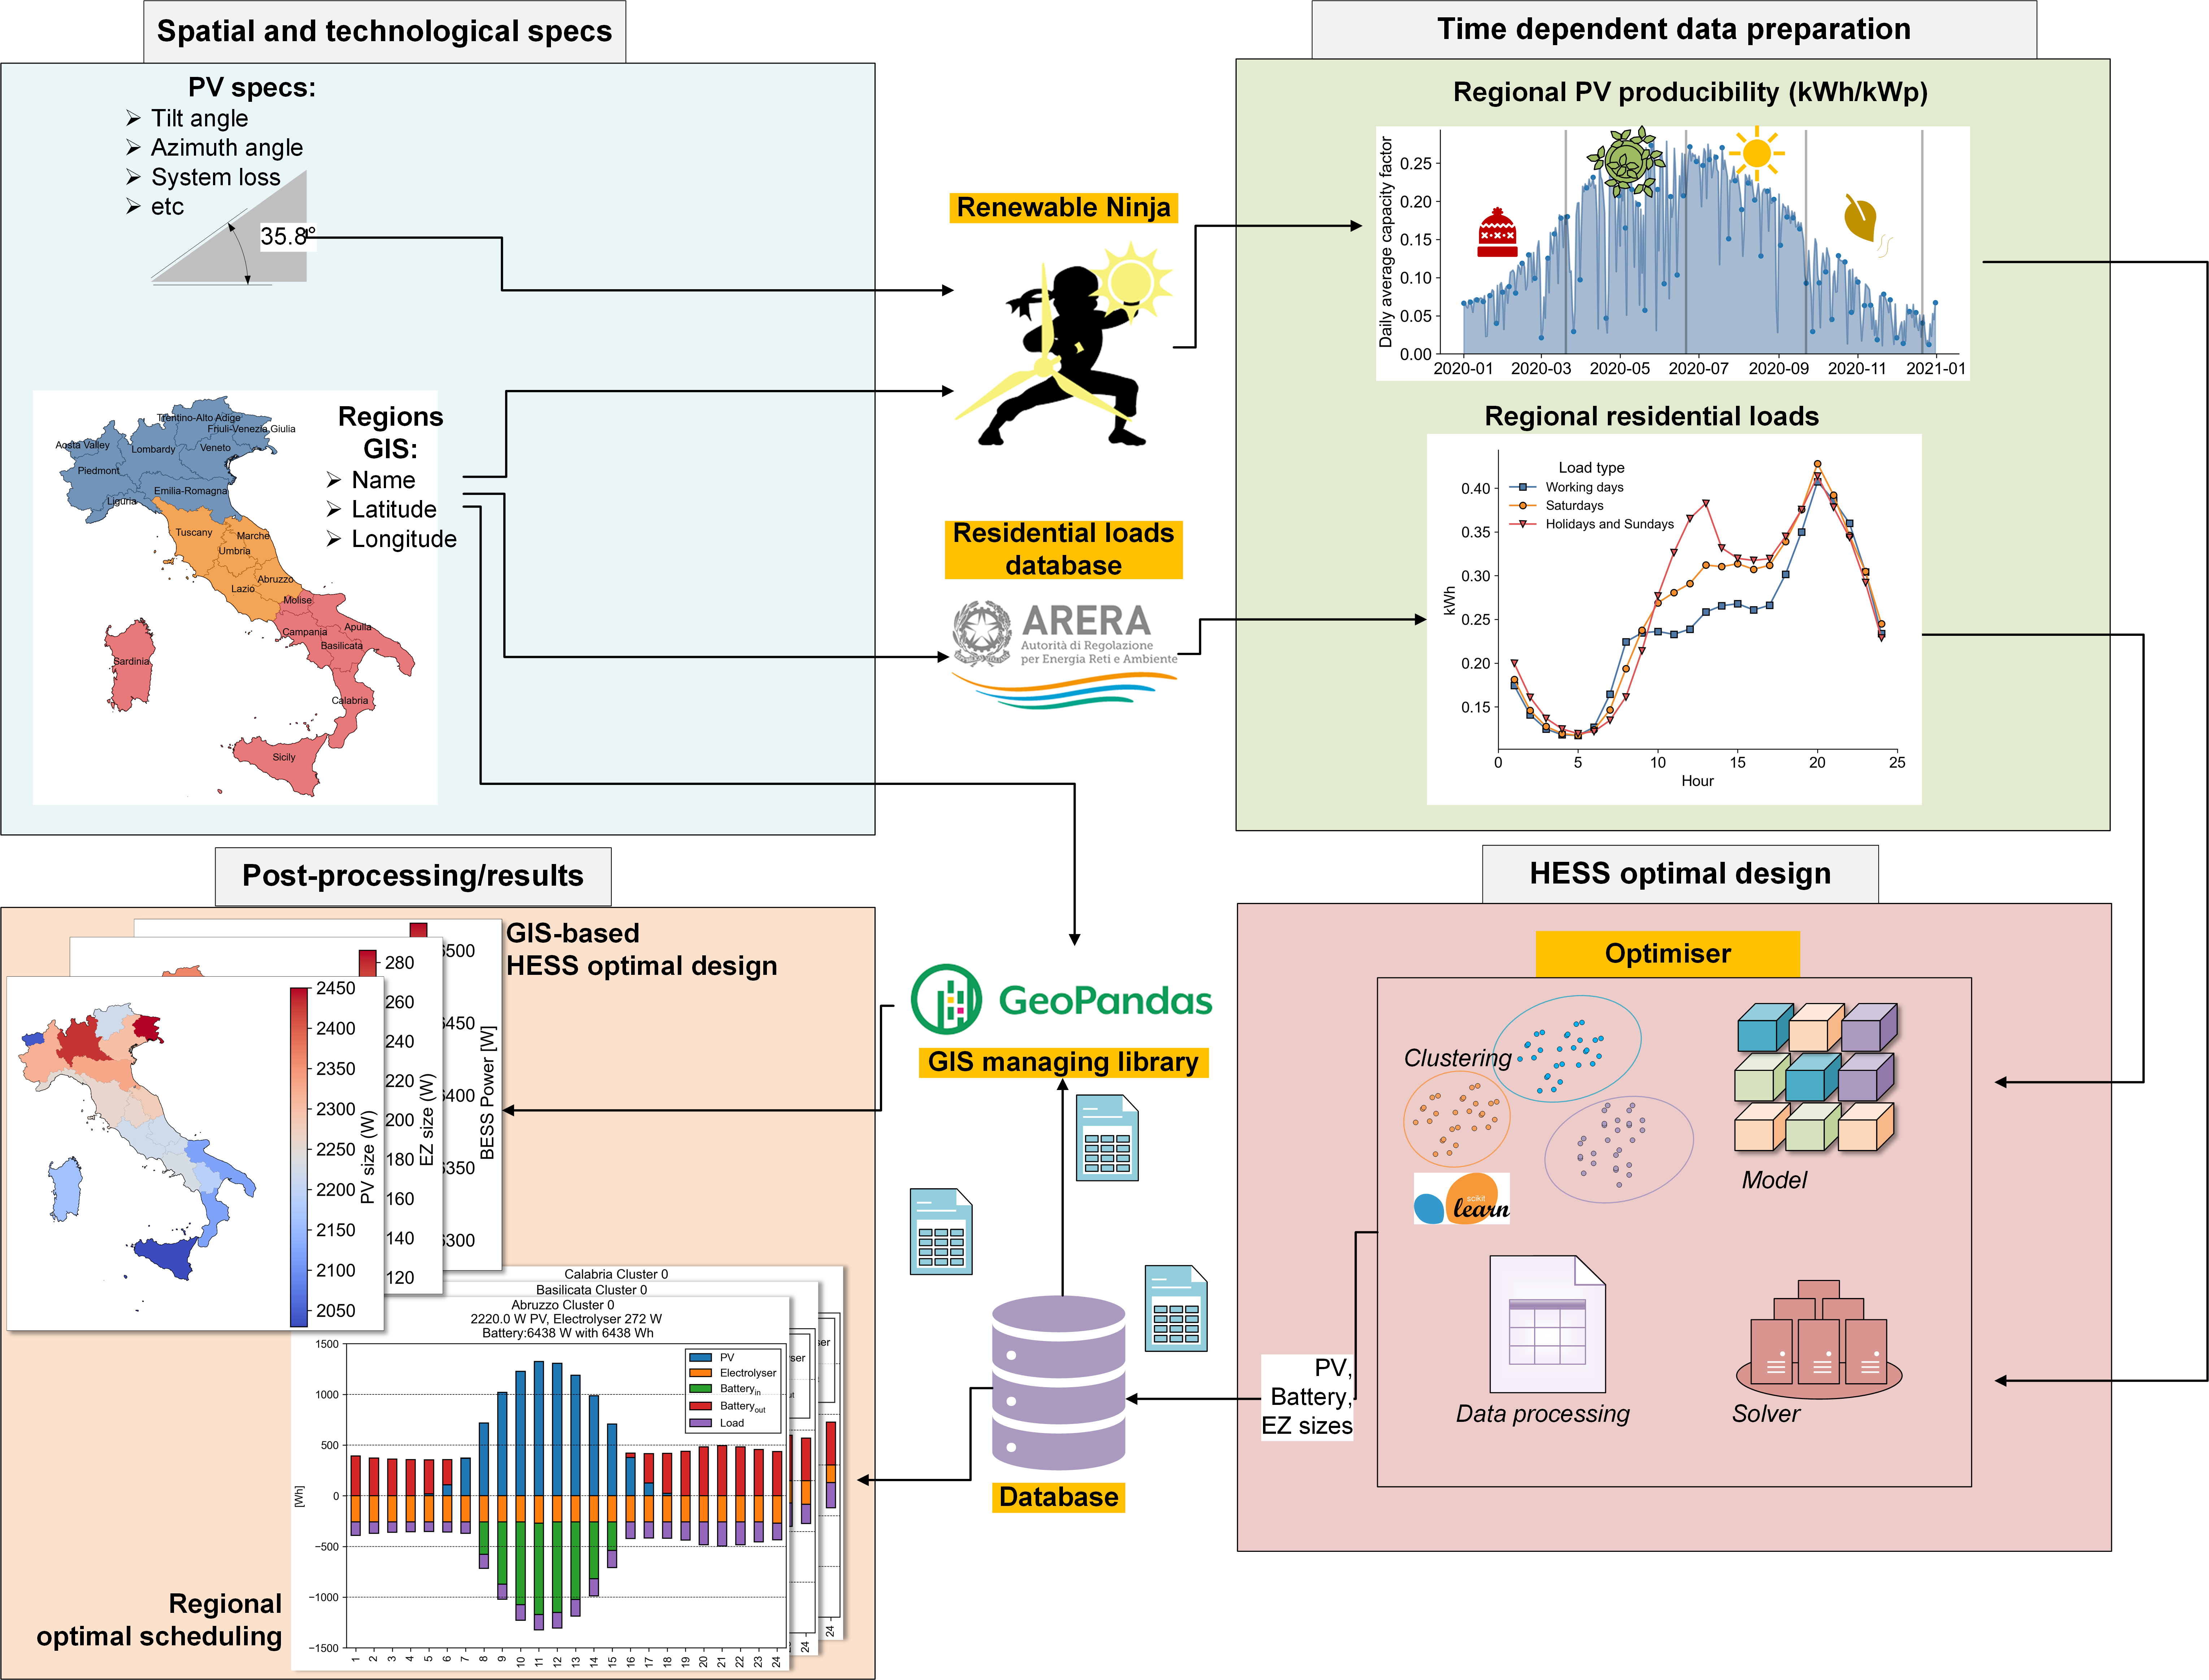 Spatial and technological specs
PV specs:
Tilt angle
Azimuth angle
System loss
etc
35.8°
Regions
GIS:
Name
Latitude
Longitude
Trentino-Alto Adige
Friuli-Venezia Giulia
Aosta Valley
Lombardy
Veneto
Piedmont
Emilia-Romagna
Liguria
Tuscany
Marche
Umbria
Abruzzo
Lazio
Molise
Campania
Apulia
Basilicata
Sardinia
Calabria
Sicily
Renewable Ninja
Residential loads
database
ARERA
Autorità di Regolazione
per Energia Reti e Ambiente
Time dependent data preparation
Regional PV producibility (kWh/kWp)
Daily average capacity factor
0.25
0.20
0.15
0.10
0.05
0.00
2020-01 2020-03 2020-05 2020-07 2020-09 2020-11 2021-01
Regional residential loads
Load type
Working days
Saturdays
Holidays and Sundays
kWh
0.40
0.35
0.30
0.25
0.20
0.15
0 5 10 15 20 25
Hour
Post-processing/results
GIS-based
HESS optimal design
2450
2400
2350
2300
2250
2200
2150
2100
2050
PV size (W)
280
260
240
220
200
180
160
140
120
EZ size (W)
6500
6450
6400
6350
6300
BESS Power [W]
Calabria Cluster 0
Basilicata Cluster 0
Abruzzo Cluster 0
2220.0 W PV, Electrolyser 272 W
Battery:6438 W with 6438 Wh
PV
Electrolyser
Battery in
Battery out
Load
ser
ser
ut
1500
1000
500
0
−500
−1000
−1500
[Wh]
1 2 3 4 5 6 7 8 9 10 11 12 13 14 15 16 17 18 19 20 21 22 23 24
24
24
Regional
optimal scheduling
GeoPandas
GIS managing library
Database
HESS optimal design
Optimiser
Clustering
scikit
learn
Model
Data processing
Solver
PV,
Battery,
EZ sizes